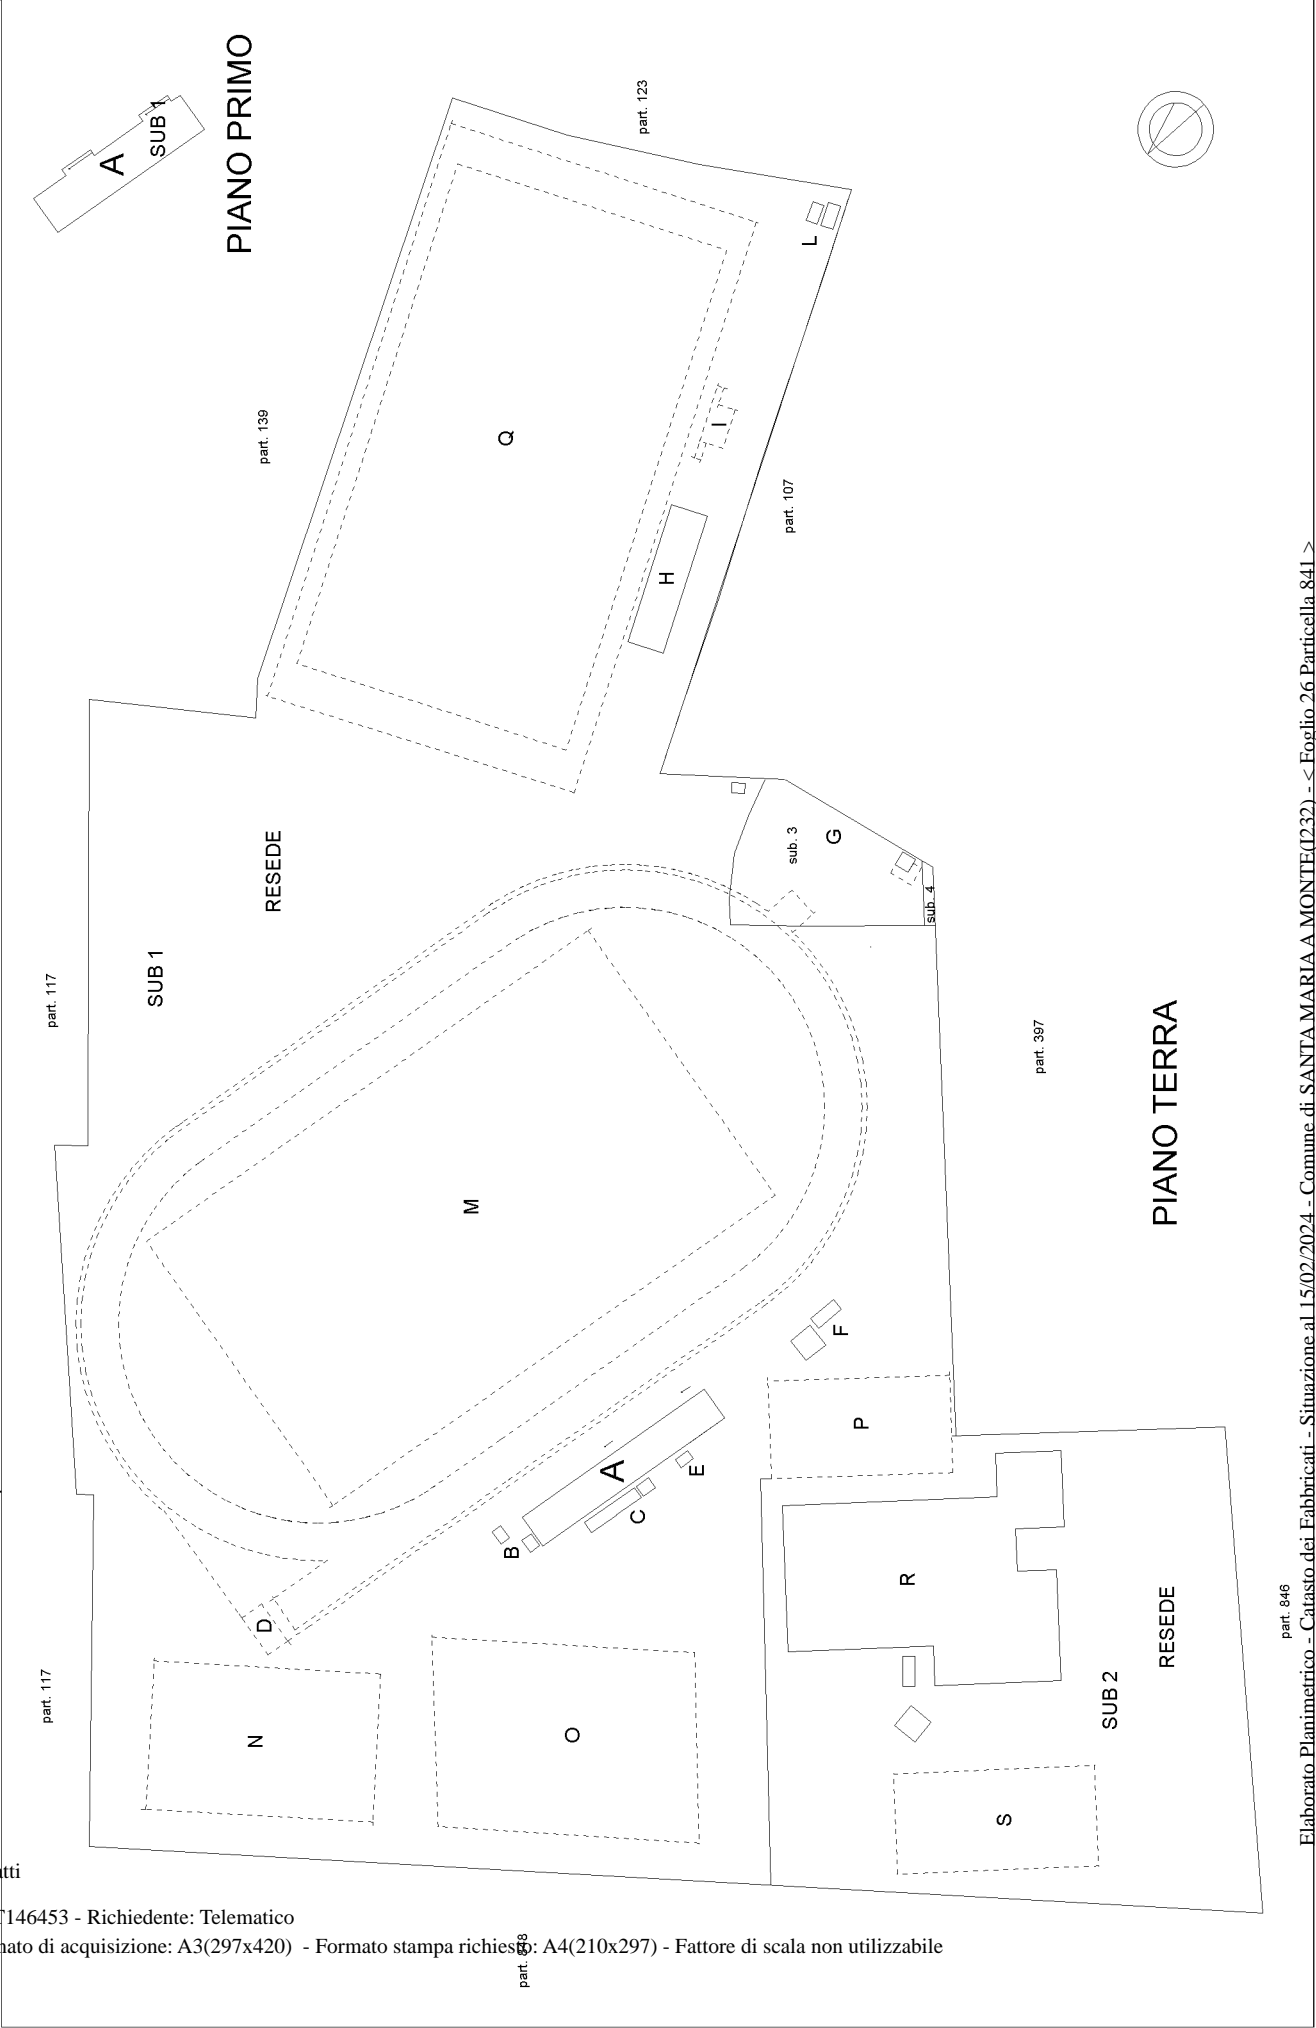 PIANO PRIMO
A
SUB 1
part. 123
part. 139
Q
L
I
part. 107
H
RESEDE
SUB 1
part. 117
sub. 3
G
sub. 4
part. 397
PIANO TERRA
M
F
P
A
E
C
B
D
R
N
O
S
SUB 2
RESEDE
part. 117
part. 846
part. 848
Elaborato Planimetrico - Catasto dei Fabbricati - Situazione al 15/02/2024 - Comune di SANTA MARIA A MONTE(I232) - < Foglio 26 Particella 841 >
T146453 - Richiedente: Telematico
mato di acquisizione: A3(297x420) - Formato stampa richiesto: A4(210x297) - Fattore di scala non utilizzabile